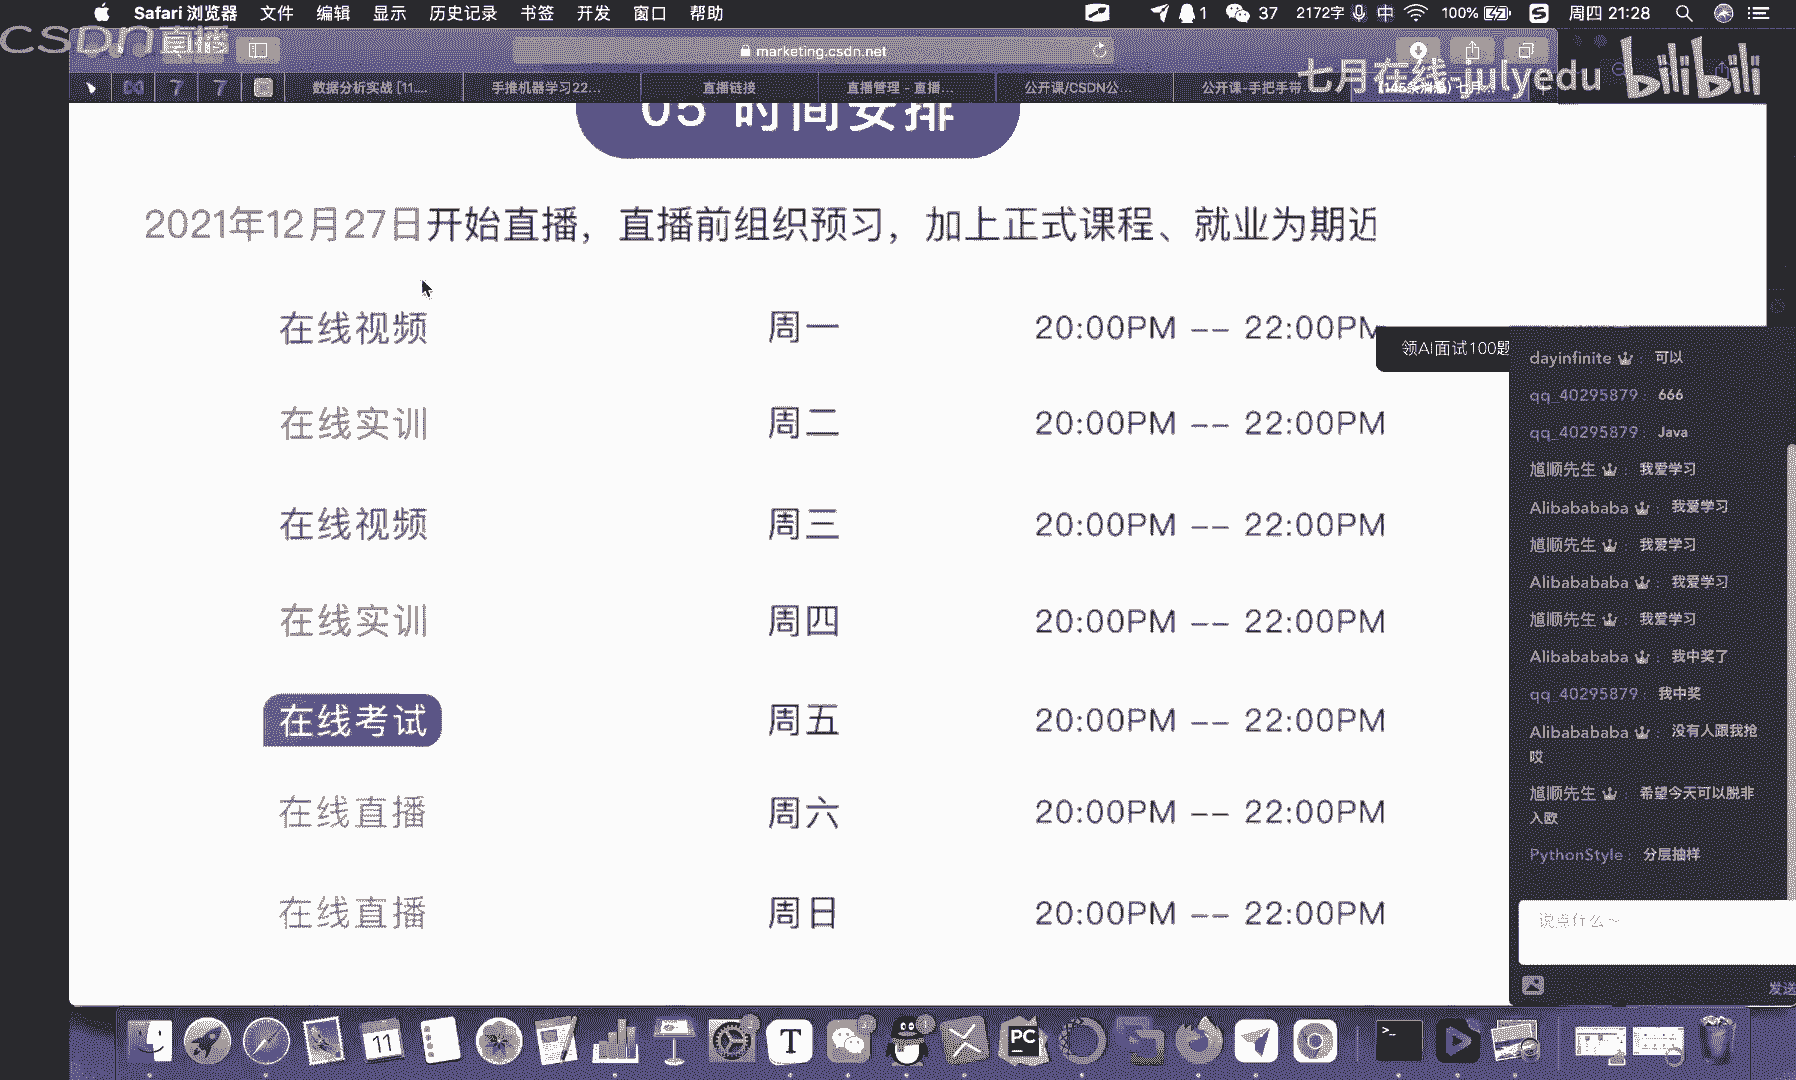 Safari 浏览器 文件 编辑 显示 历史记录 书签 开发 窗口 帮助
1 37 2172字 中 100% 周四 21:28
CSDN直播
marketing.csdn.net
七月在线-julyedu bilibili
数据分析实战 [11.... 手推机器学习22... 直播链接 直播管理 - 直播... 公开课/CSDN公... 公开课-手把手带
05 时间安排
2021年12月27日开始直播，直播前组织预习，加上正式课程、就业为期近
在线视频 周一 20:00PM -- 22:00PM
在线实训 周二 20:00PM -- 22:00PM
在线视频 周三 20:00PM -- 22:00PM
在线实训 周四 20:00PM -- 22:00PM
在线考试 周五 20:00PM -- 22:00PM
在线直播 周六 20:00PM -- 22:00PM
在线直播 周日 20:00PM -- 22:00PM
领AI面试100题
dayinfinite : 可以
qq_40295879 : 666
qq_40295879 : Java
馗顺先生 : 我爱学习
Alibabababa : 我爱学习
馗顺先生 : 我爱学习
Alibabababa : 我爱学习
馗顺先生 : 我爱学习
Alibabababa : 我中奖了
qq_40295879 : 我中奖
Alibabababa : 没有人跟我抢
哎
馗顺先生 : 希望今天可以脱非
入欧
PythonStyle : 分层抽样
说点什么~
发送
11
T
PC